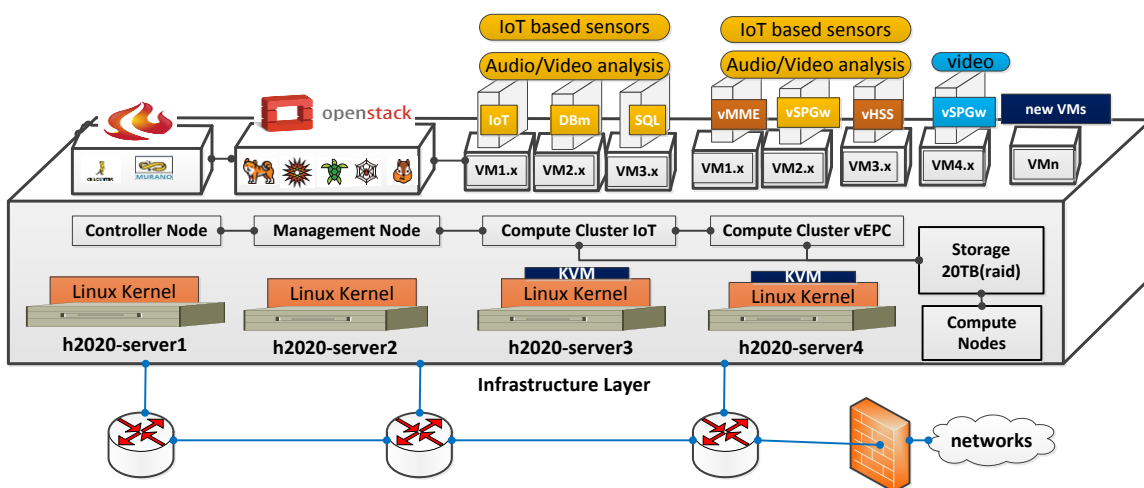 IoT based sensors
IoT based sensors
Audio/Video analysis
Audio/Video analysis
video
openstack
IoT
DBm
SQL
vMME
vSPGw
vHSS
vSPGw
new VMs
MURANO
VM1.x
VM2.x
VM3.x
VM1.x
VM2.x
VM3.x
VM4.x
VMn
Controller Node
Management Node
Compute Cluster IoT
Compute Cluster vEPC
Storage
20TB(raid)
KVM
KVM
Linux Kernel
Linux Kernel
Linux Kernel
Linux Kernel
Compute
Nodes
h2020-server1
h2020-server2
h2020-server3
h2020-server4
Infrastructure Layer
networks